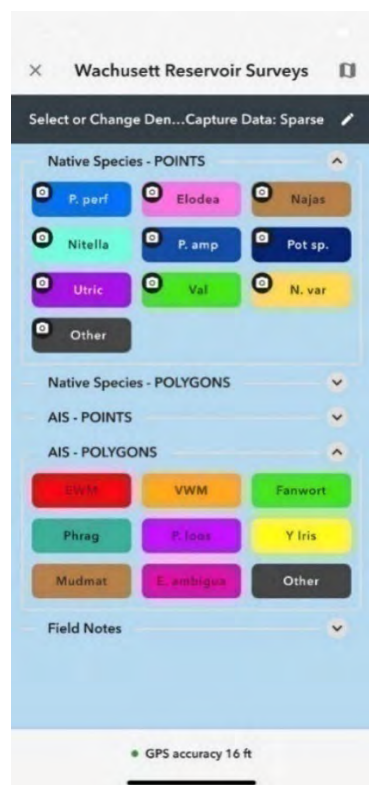 Wachusett Reservoir Surveys
Select or Change Den...Capture Data: Sparse
Native Species - POINTS
P. perf Elodea Najas
Nitella P. amp Pot sp.
Utric Val N. var
Other
Native Species - POLYGONS
AIS - POINTS
AIS - POLYGONS
EWM VWM Fanwort
Phrag P. loos Y Iris
Mudmat E. ambigua Other
Field Notes
GPS accuracy 16 ft